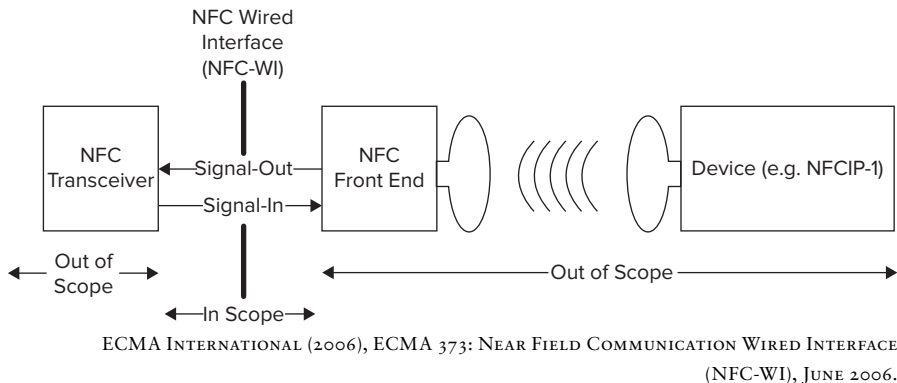 NFC Wired
Interface
(NFC-WI)
NFC
Transceiver
Signal-Out
Signal-In
NFC
Front End
Device (e.g. NFCIP-1)
Out of
Scope
In Scope
Out of Scope
ECMA International (2006), ECMA 373: Near Field Communication Wired Interface
(NFC-WI), June 2006.